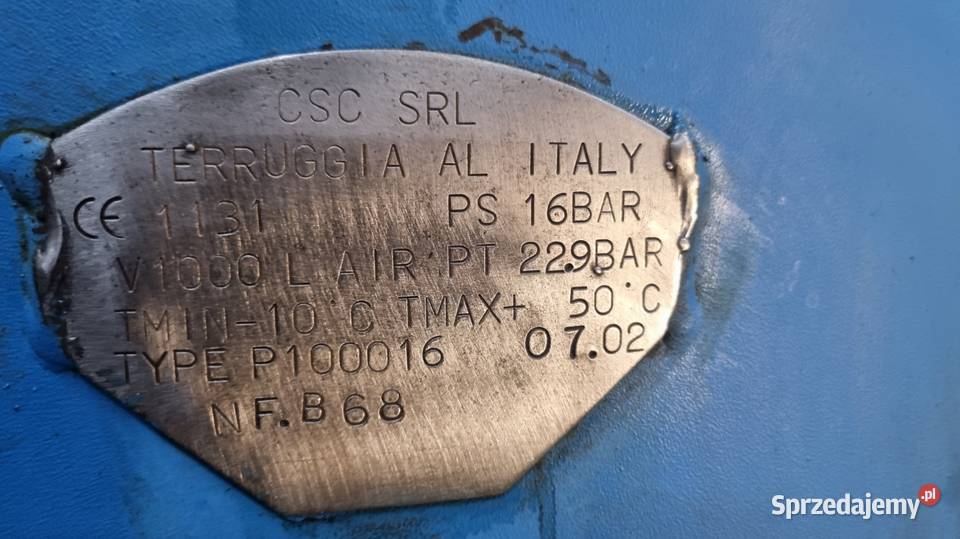 CSC SRL
TERRUGGIA AL ITALY
CE 1131 PS 16BAR
V1000 L AIR PT 22.9BAR
TMIN-10°C TMAX+ 50°C
TYPE P100016 07.02
NF.B68
Sprzedajemy.pl